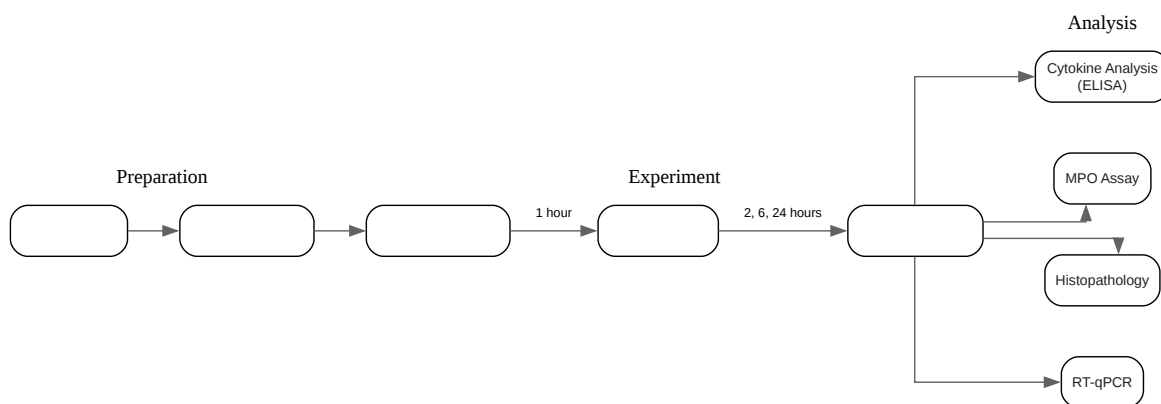 Analysis
Cytokine Analysis
(ELISA)
MPO Assay
Preparation
Experiment
1 hour
2, 6, 24 hours
Histopathology
RT-qPCR